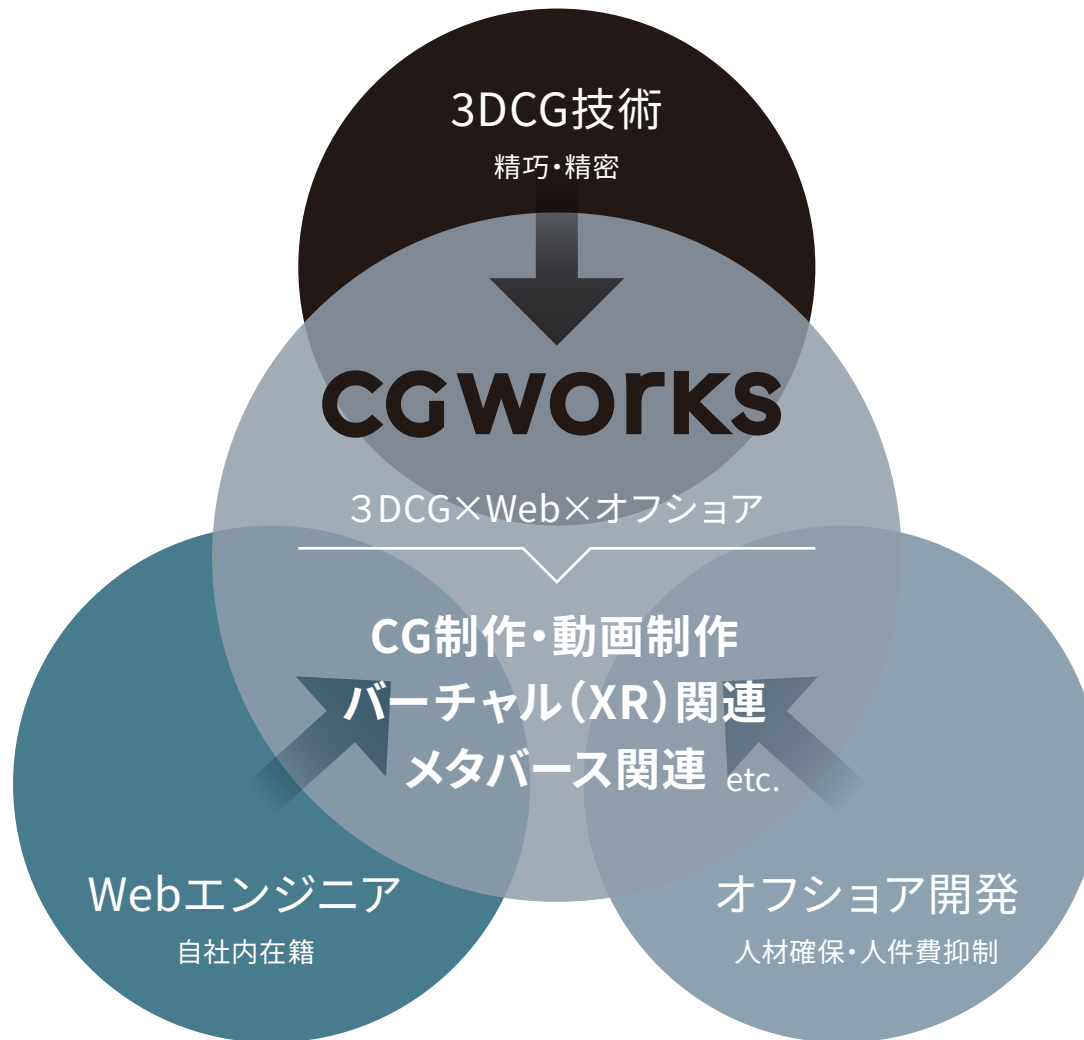 3DCG技術
精巧・精密
CGworks
３DCG×Web×オフショア
CG制作・動画制作
バーチャル（XR）関連
メタバース関連 etc.
Webエンジニア
自社内在籍
オフショア開発
人材確保・人件費抑制